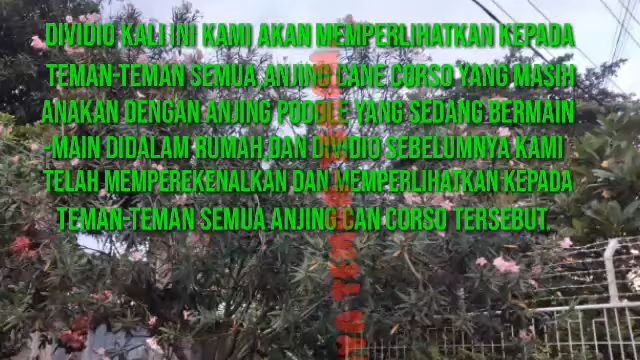 DIVIDIO KALI INI KAMI AKAN MEMPERLIHATKAN KEPADA
TEMAN-TEMAN SEMUA,ANJING CANE CORSO YANG MASIH
ANAKAN DENGAN ANJING POODLE YANG SEDANG BERMAIN
-MAIN DIDALAM RUMAH.DAN DIVIDIO SEBELUMNYA KAMI
TELAH MEMPEREKENALKAN DAN MEMPERLIHATKAN KEPADA
TEMAN-TEMAN SEMUA ANJING CAN CORSO TERSEBUT.